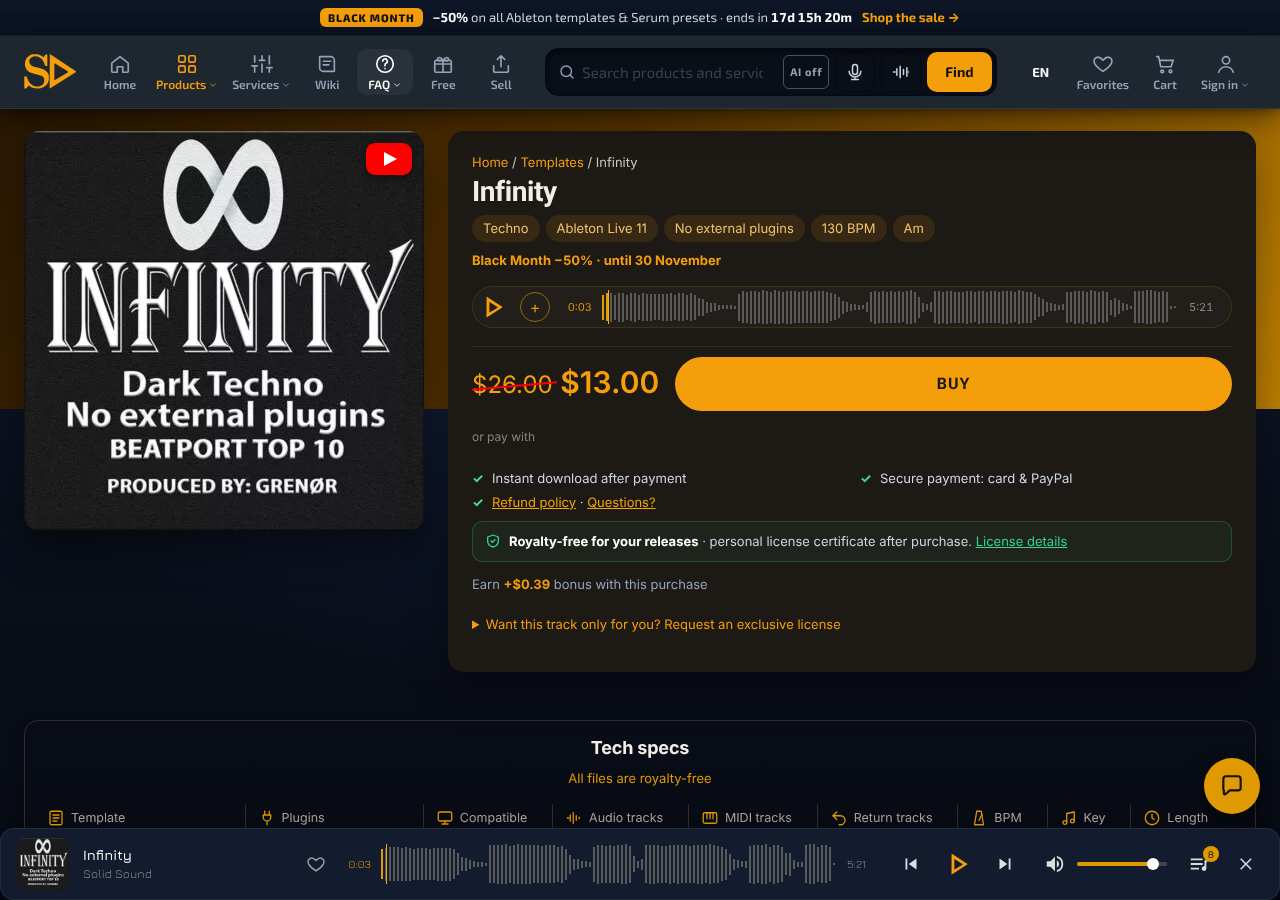 BLACK MONTH −50% on all Ableton templates & Serum presets · ends in 17d 15h 20m Shop the sale →
Home
Products
Services
Wiki
FAQ
Free
Sell
Search products and servic
AI off
Find
EN
Favorites
Cart
Sign in
INFINITY
Dark Techno
No external plugins
BEATPORT TOP 10
PRODUCED BY: GRENØR
Home / Templates / Infinity
Infinity
Techno
Ableton Live 11
No external plugins
130 BPM
Am
Black Month −50% · until 30 November
+
0:03
5:21
$26.00 $13.00
BUY
or pay with
Instant download after payment
Secure payment: card & PayPal
Refund policy · Questions?
Royalty-free for your releases · personal license certificate after purchase. License details
Earn +$0.39 bonus with this purchase
Want this track only for you? Request an exclusive license
Tech specs
All files are royalty-free
Template
Plugins
Compatible
Audio tracks
MIDI tracks
Return tracks
BPM
Key
Length
INFINITY
Infinity
Solid Sound
0:03
5:21
8